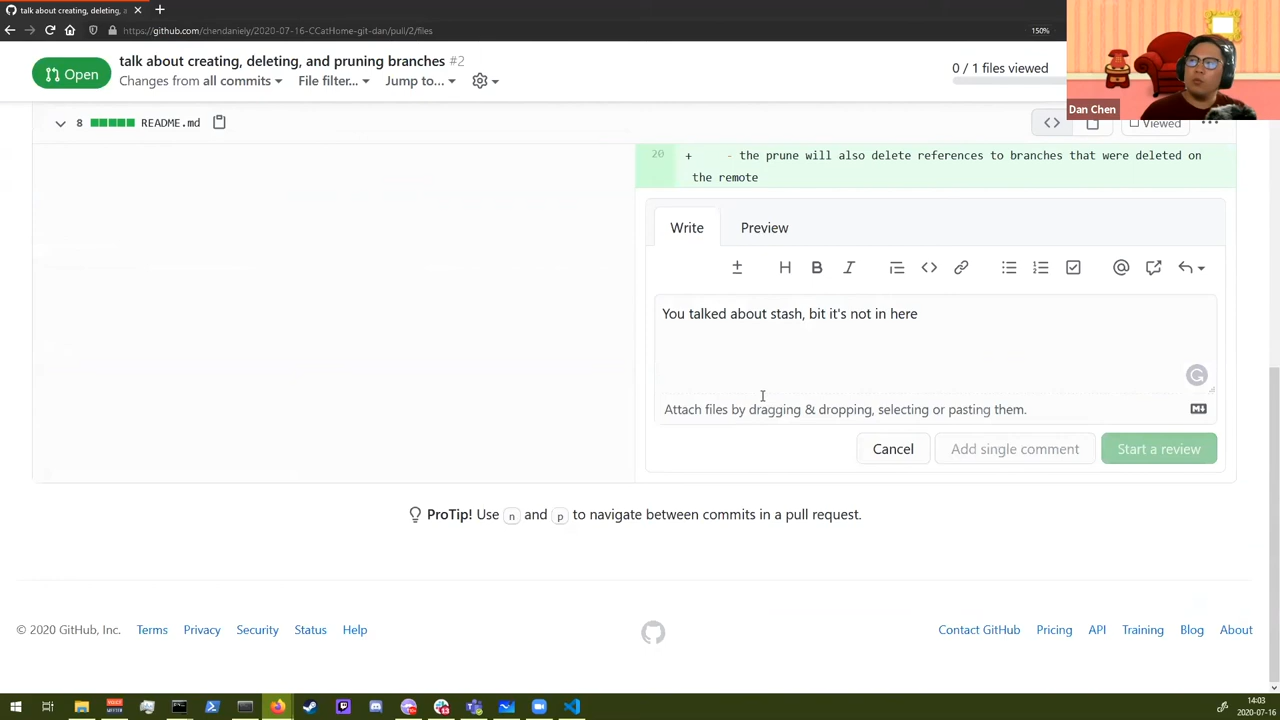 talk about creating, deleting, a
https://github.com/chendaniely/2020-07-16-CCatHome-git-dan/pull/2/files
150%
Open
talk about creating, deleting, and pruning branches #2
Changes from all commits
File filter...
Jump to...
0 / 1 files viewed
Dan Chen
8
README.md
Viewed
20 + - the prune will also delete references to branches that were deleted on
the remote
Write
Preview
You talked about stash, bit it's not in here
Attach files by dragging & dropping, selecting or pasting them.
Cancel
Add single comment
Start a review
ProTip! Use n and p to navigate between commits in a pull request.
© 2020 GitHub, Inc.
Terms
Privacy
Security
Status
Help
Contact GitHub
Pricing
API
Training
Blog
About
14:03
2020-07-16